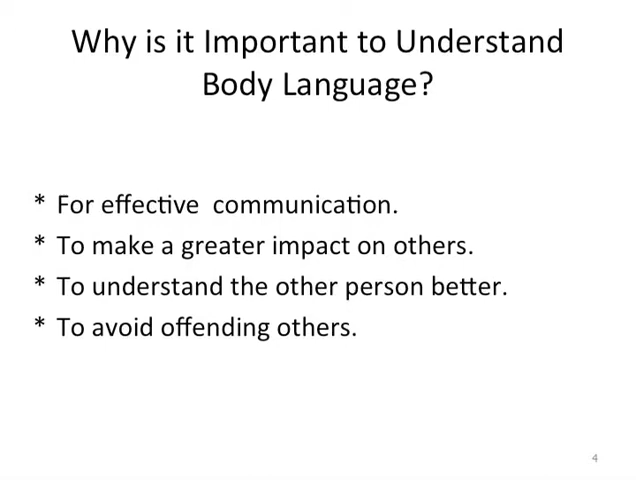 Why is it Important to Understand
Body Language?
* For effective  communication.
* To make a greater impact on others.
* To understand the other person better.
* To avoid offending others.
4